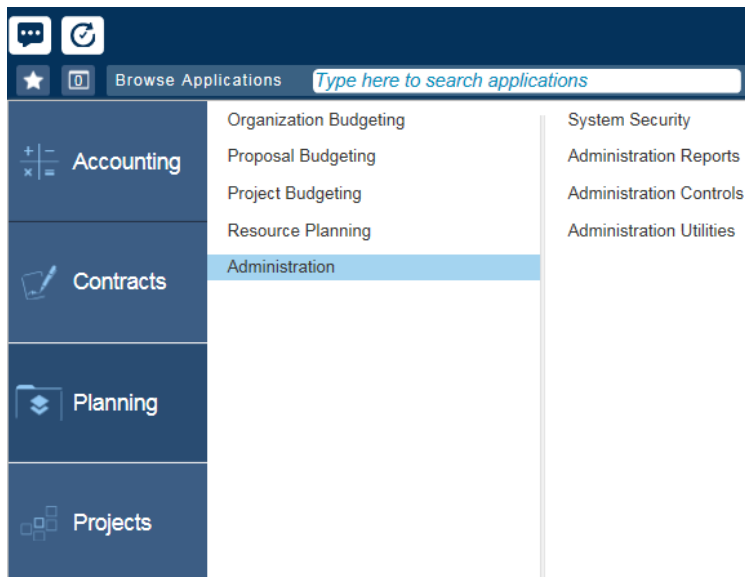 0
Browse Applications
Type here to search applications
Accounting
Contracts
Planning
Projects
Organization Budgeting
Proposal Budgeting
Project Budgeting
Resource Planning
Administration
System Security
Administration Reports
Administration Controls
Administration Utilities